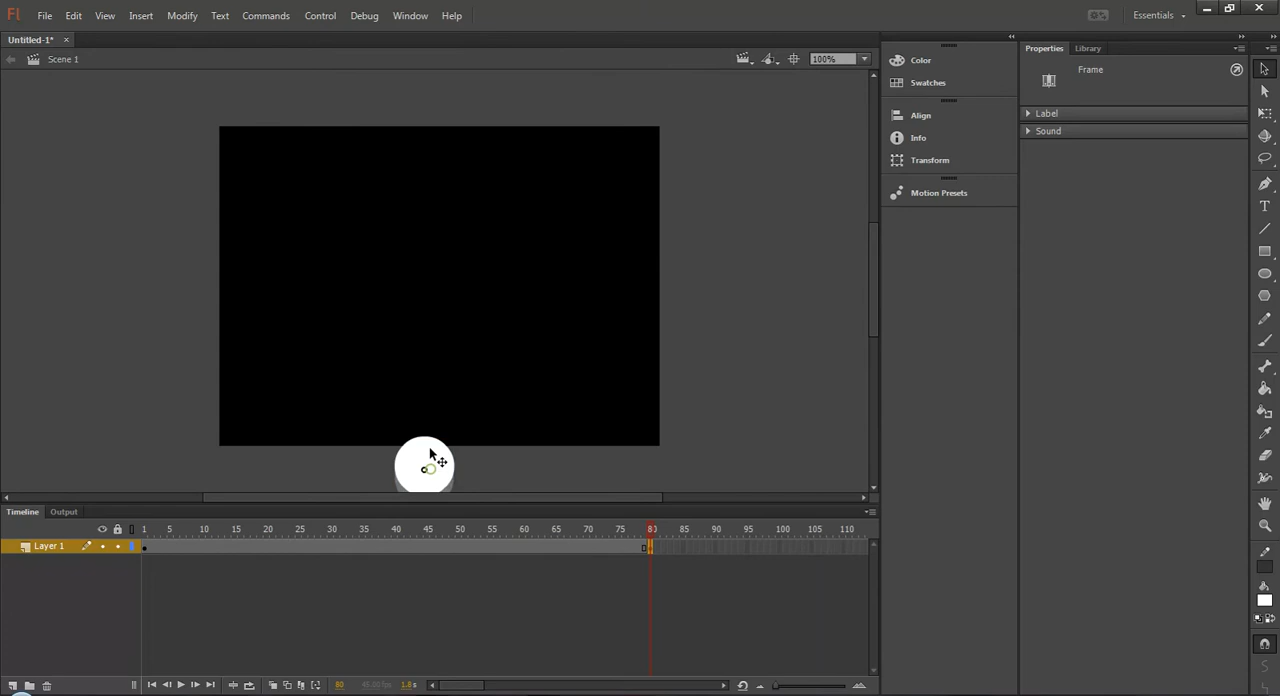 Fl File Edit View Insert Modify Text Commands Control Debug Window Help Essentials
Untitled-1* ×
Scene 1 100%
Properties Library
Color
Frame
Swatches
Label
Align
Sound
Info
Transform
Motion Presets
Timeline Output
1 5 10 15 20 25 30 35 40 45 50 55 60 65 70 75 80 85 90 95 100 105 110
Layer 1
80 45.00fps 1.8s